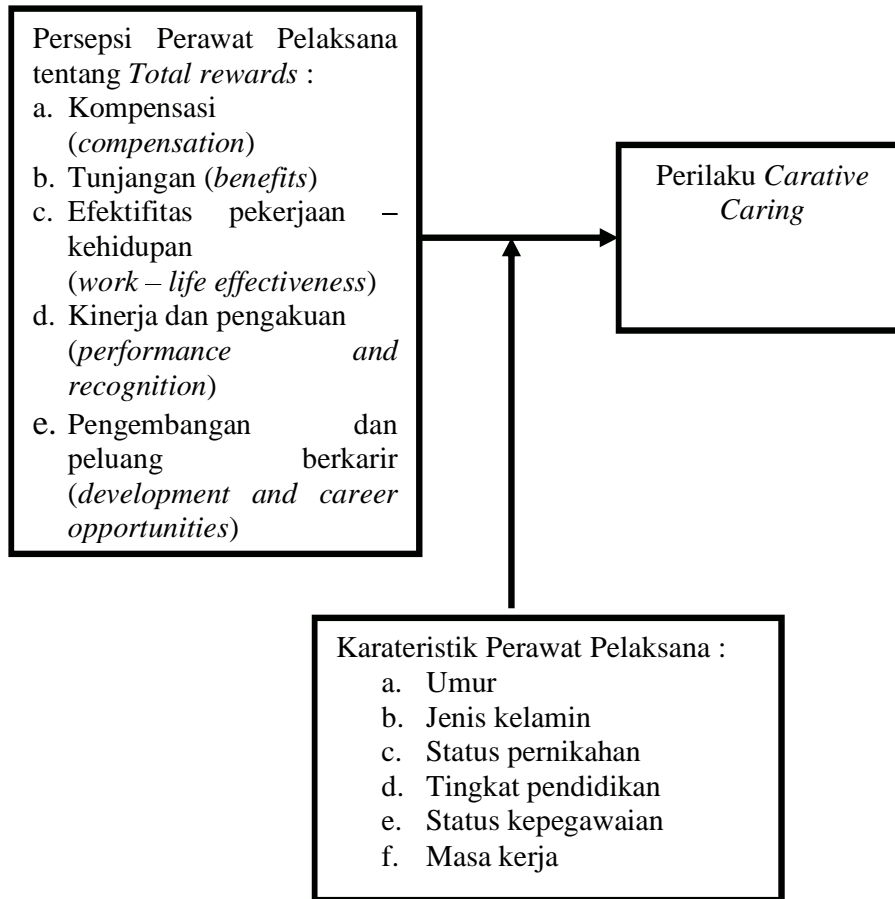 Persepsi Perawat Pelaksana
tentang Total rewards :
a. Kompensasi
(compensation)
b. Tunjangan (benefits)
c. Efektifitas pekerjaan –
kehidupan
(work – life effectiveness)
d. Kinerja dan pengakuan
(performance and
recognition)
e. Pengembangan dan
peluang berkarir
(development and career
opportunities)
Perilaku Carative
Caring
Karateristik Perawat Pelaksana :
a. Umur
b. Jenis kelamin
c. Status pernikahan
d. Tingkat pendidikan
e. Status kepegawaian
f. Masa kerja